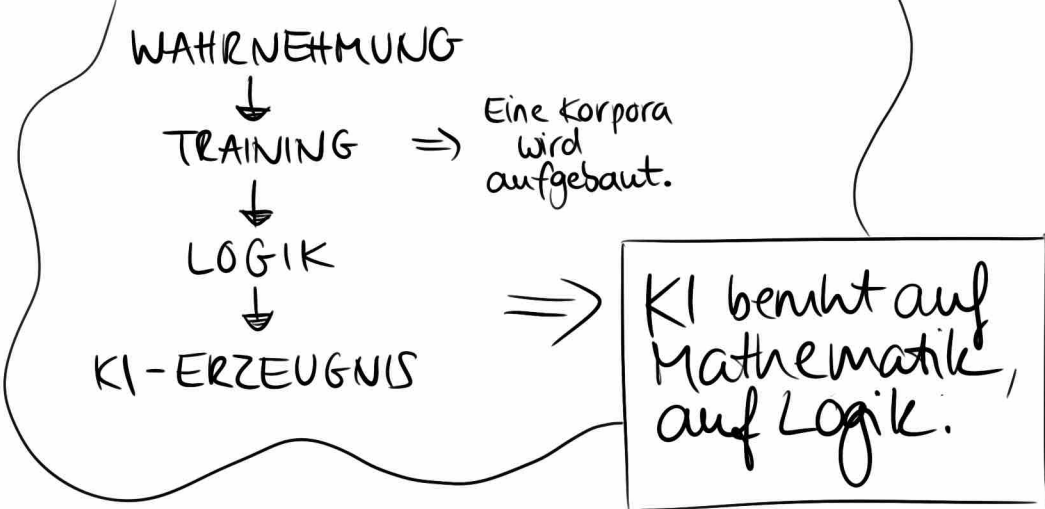 WAHRNEHMUNG
TRAINING ⇒ Eine Korpora
wird
aufgebaut.
LOGIK
KI-ERZEUGNIS
⇒ KI beruht auf
Mathematik,
auf Logik.